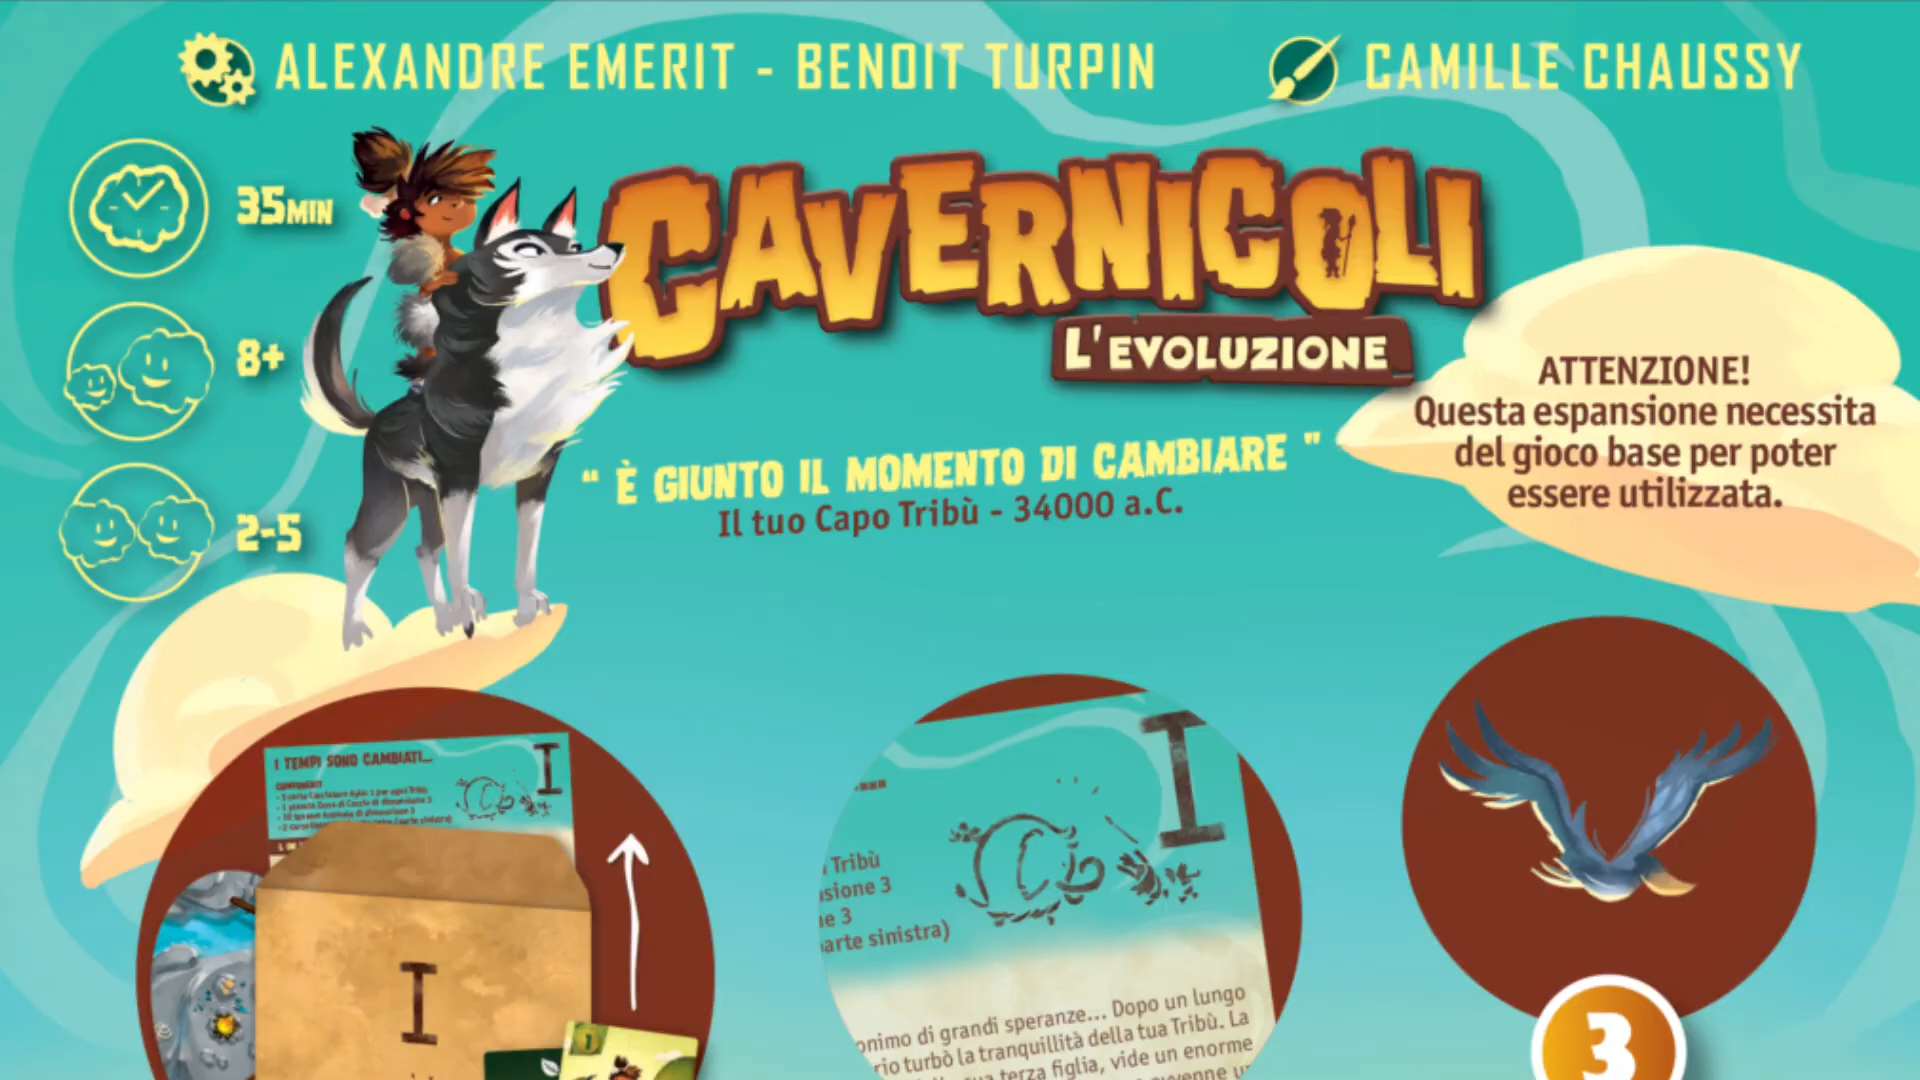 ALEXANDRE EMERIT - BENOIT TURPIN
CAMILLE CHAUSSY
35MIN
8+
2-5
CAVERNICOLI
L'EVOLUZIONE
ATTENZIONE!
Questa espansione necessita
del gioco base per poter
essere utilizzata.
" È GIUNTO IL MOMENTO DI CAMBIARE "
Il tuo Capo Tribù - 34000 a.C.
I TEMPI SONO CAMBIATI...
I
COMPONENTI
I
1
I
Tribù
sione 3
ne 3
arte sinistra)
onimo di grandi speranze... Dopo un lungo
rio turbò la tranquillità della tua Tribù. La
terza figlia, vide un enorme
3